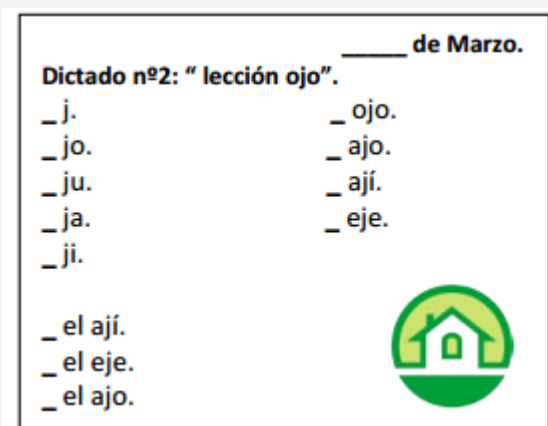 _____ de Marzo.
Dictado nº2: “ lección ojo”.
_ j.
_ jo.
_ ju.
_ ja.
_ ji.
_ ojo.
_ ajo.
_ ají.
_ eje.
_ el ají.
_ el eje.
_ el ajo.